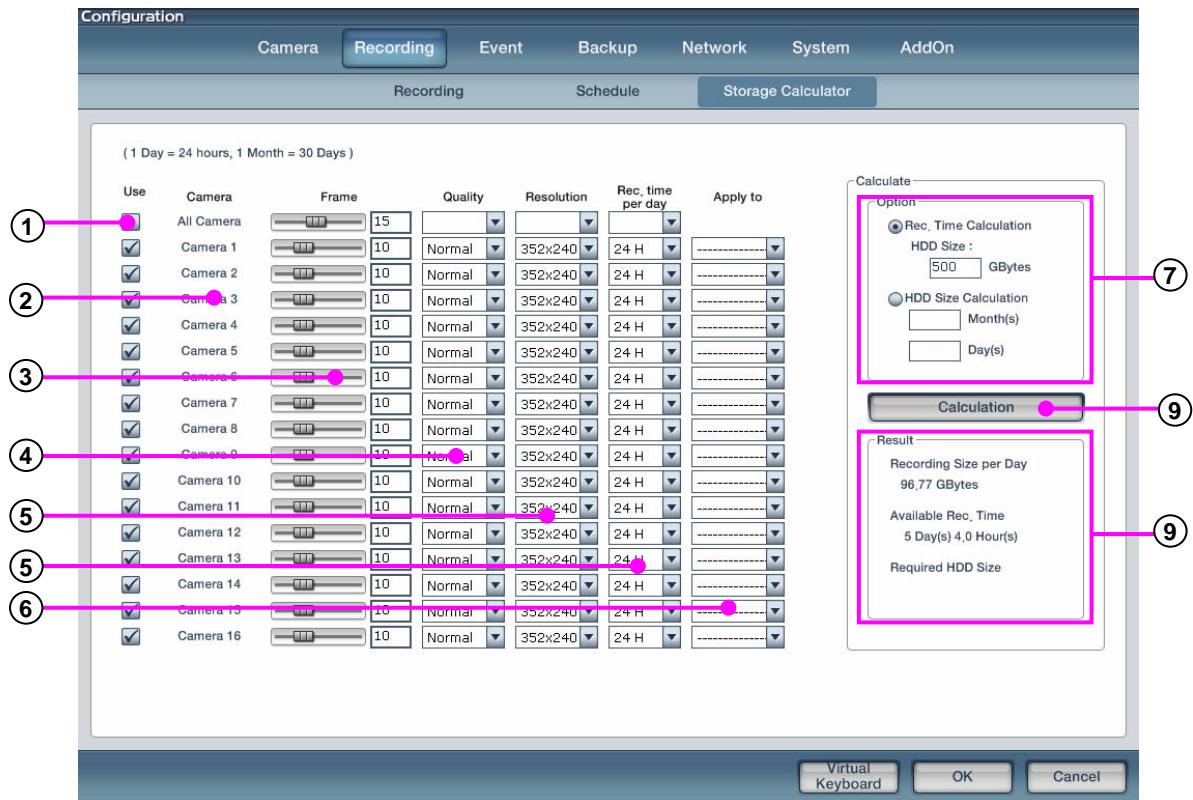 Configuration
Camera Recording Event Backup Network System AddOn
Recording Schedule Storage Calculator
( 1 Day = 24 hours, 1 Month = 30 Days )
Use Camera Frame Quality Resolution Rec. time per day Apply to
1 All Camera 15
Camera 1 10 Normal 352x240 24 H --------------
Camera 2 10 Normal 352x240 24 H --------------
2 Camera 3 10 Normal 352x240 24 H --------------
Camera 4 10 Normal 352x240 24 H --------------
Camera 5 10 Normal 352x240 24 H --------------
3 Camera 6 10 Normal 352x240 24 H --------------
Camera 7 10 Normal 352x240 24 H --------------
Camera 8 10 Normal 352x240 24 H --------------
4 Camera 9 10 Normal 352x240 24 H --------------
Camera 10 10 Normal 352x240 24 H --------------
5 Camera 11 10 Normal 352x240 24 H --------------
Camera 12 10 Normal 352x240 24 H --------------
5 Camera 13 10 Normal 352x240 24 H --------------
Camera 14 10 Normal 352x240 24 H --------------
6 Camera 15 10 Normal 352x240 24 H --------------
Camera 16 10 Normal 352x240 24 H --------------
Calculate
Option
Rec. Time Calculation
HDD Size :
500 GBytes
7
HDD Size Calculation
Month(s)
Day(s)
Calculation
9
Result
Recording Size per Day
96.77 GBytes
Available Rec. Time
5 Day(s) 4.0 Hour(s)
9
Required HDD Size
Virtual Keyboard OK Cancel